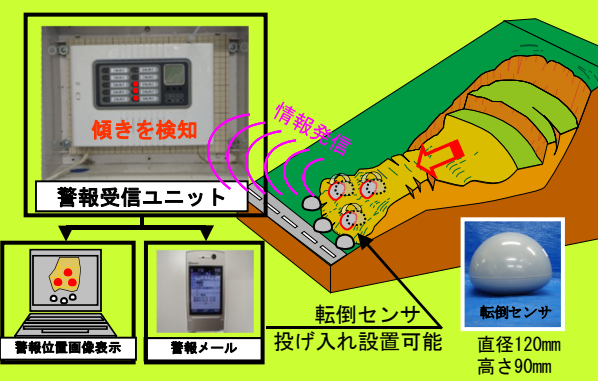 傾きを検知
警報受信ユニット
情報発信
警報位置画像表示
警報メール
転倒センサ
投げ入れ設置可能
転倒センサ
直径120mm
高さ90mm